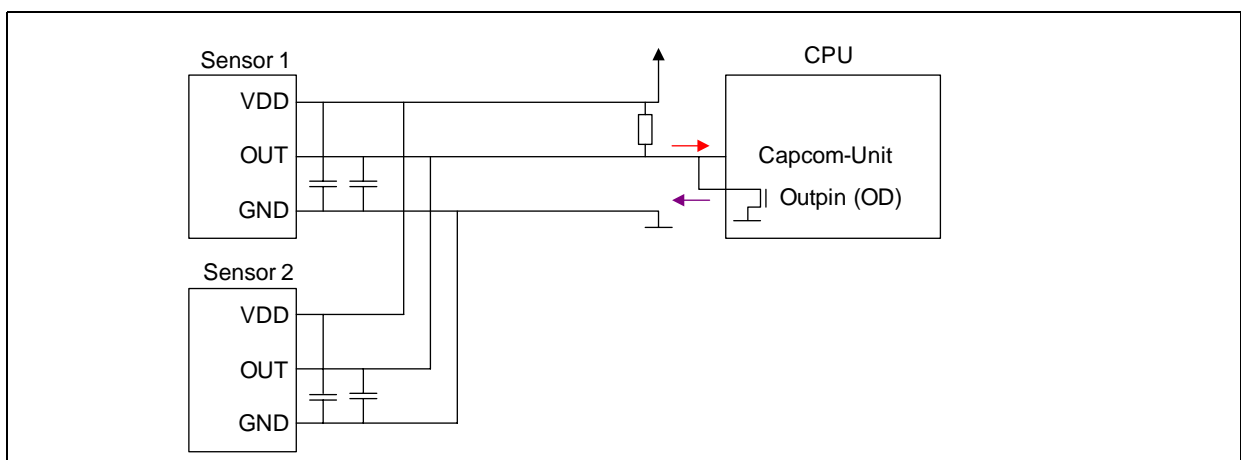 Sensor 1
VDD
OUT
GND
CPU
Capcom-Unit
Outpin (OD)
Sensor 2
VDD
OUT
GND